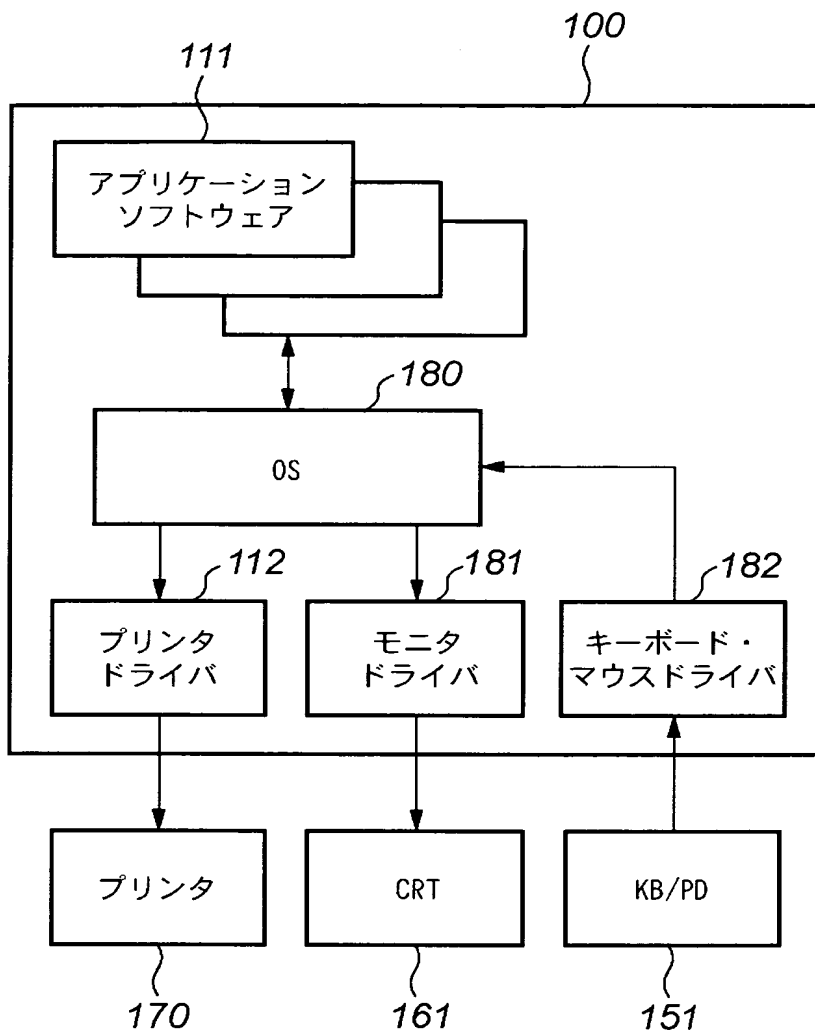 100
111
アプリケーション
ソフトウェア
180
OS
112
181
182
プリンタ
ドライバ
モニタ
ドライバ
キーボード・
マウスドライバ
プリンタ
CRT
KB/PD
170
161
151